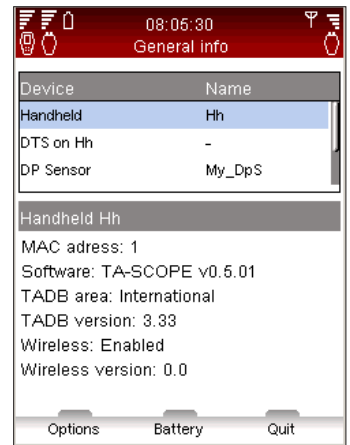 08:05:30
General info
Device Name
Handheld Hh
DTS on Hh -
DP Sensor My_DpS
Handheld Hh
MAC adress: 1
Software: TA-SCOPE v0.5.01
TADB area: International
TADB version: 3.33
Wireless: Enabled
Wireless version: 0.0
Options Battery Quit